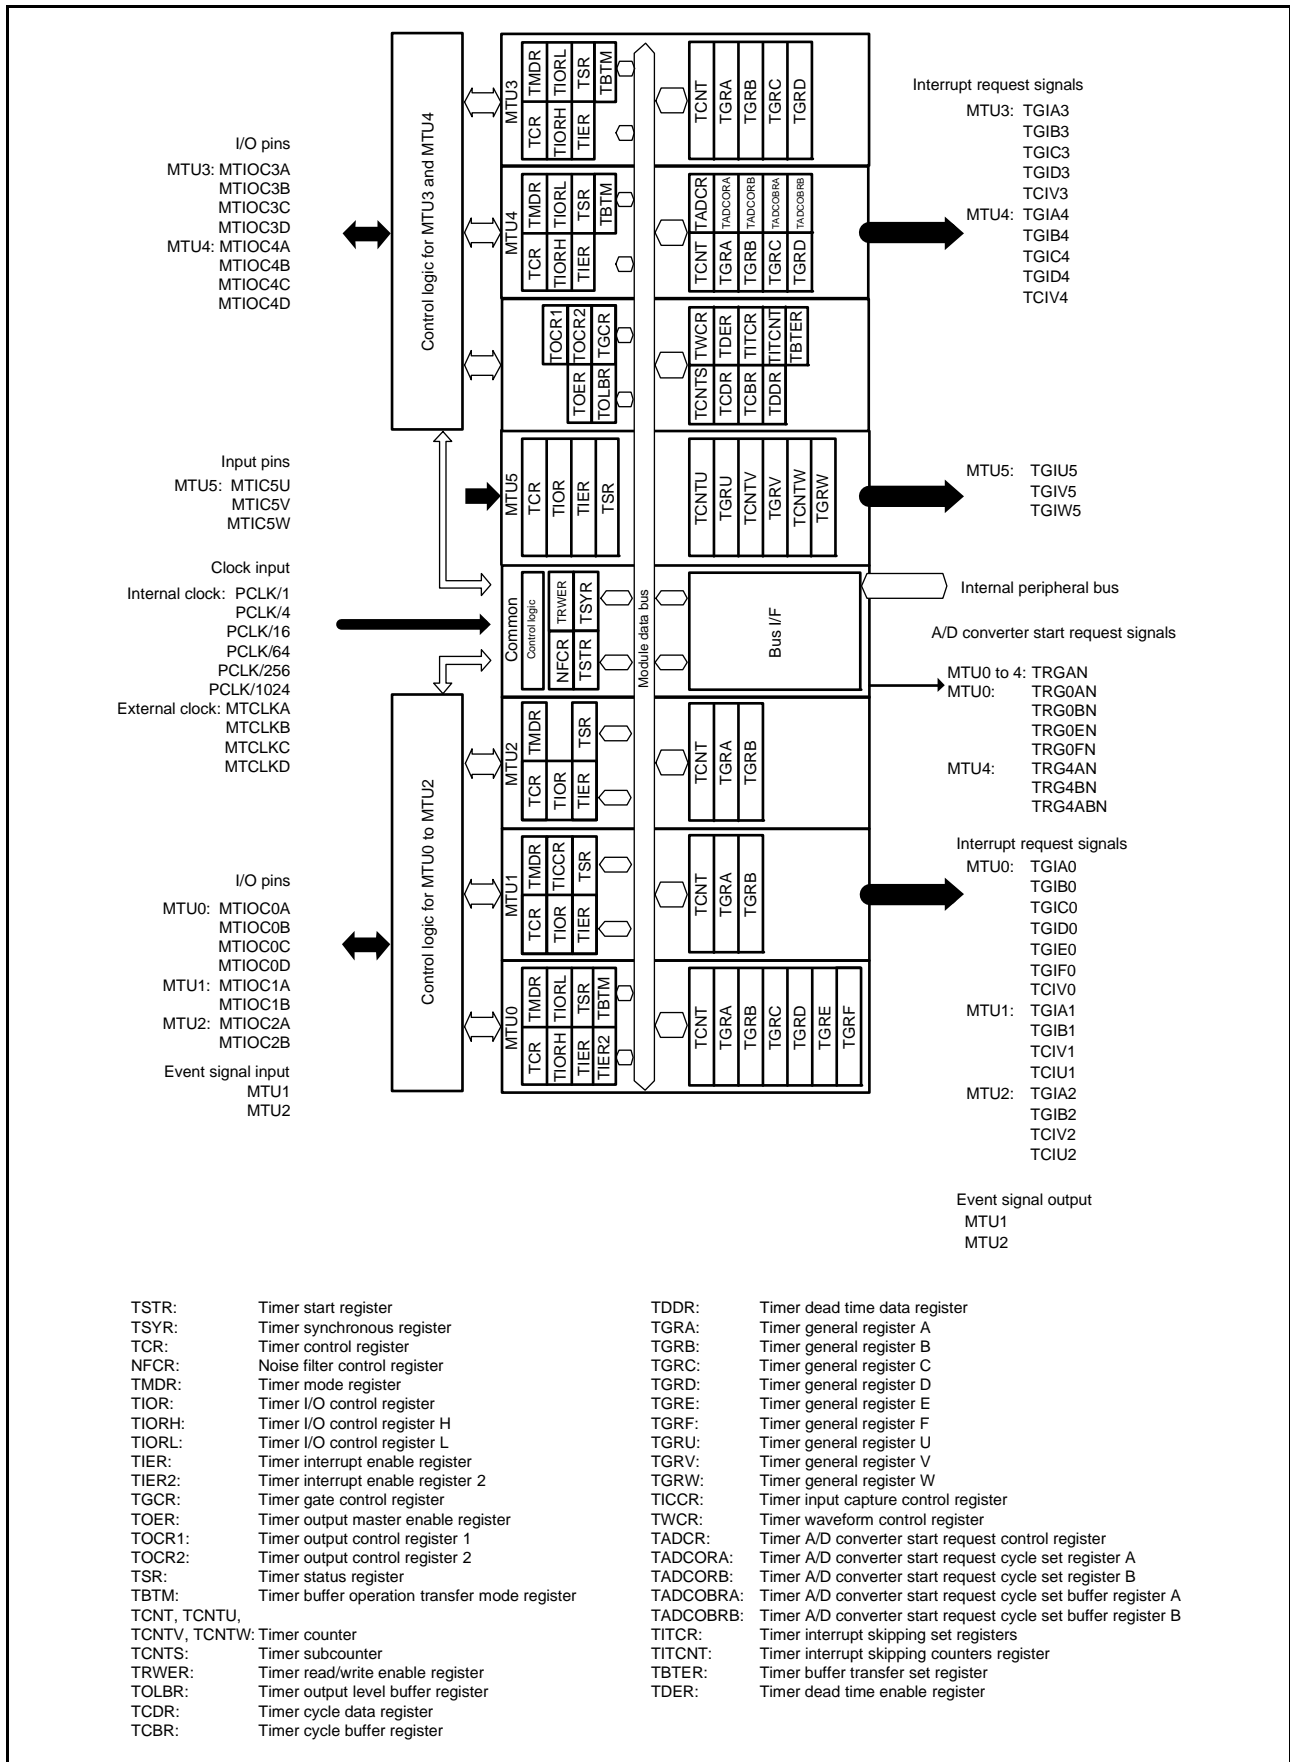 I/O pins
MTU3: MTIOC3A
MTIOC3B
MTIOC3C
MTIOC3D
MTU4: MTIOC4A
MTIOC4B
MTIOC4C
MTIOC4D
Input pins
MTU5: MTIC5U
MTIC5V
MTIC5W
Clock input
Internal clock: PCLK/1
PCLK/4
PCLK/16
PCLK/64
PCLK/256
PCLK/1024
External clock: MTCLKA
MTCLKB
MTCLKC
MTCLKD
I/O pins
MTU0: MTIOC0A
MTIOC0B
MTIOC0C
MTIOC0D
MTU1: MTIOC1A
MTIOC1B
MTU2: MTIOC2A
MTIOC2B
Event signal input
MTU1
MTU2
Control logic for MTU3 and MTU4
Control logic for MTU0 to MTU2
MTU3
TCR
TMDR
TIORH
TIORL
TIER
TSR
TBTM
TCNT
TGRA
TGRB
TGRC
TGRD
MTU4
TCR
TMDR
TIORH
TIORL
TIER
TSR
TBTM
TCNT
TADCR
TGRA
TADCORA
TGRB
TADCORB
TGRC
TADCOBRA
TGRD
TADCOBRB
TOCR1
TOER
TOCR2
TOLBR
TGCR
TCNTS
TWCR
TCDR
TDER
TCBR
TITCR
TDDR
TITCNT
TBTER
MTU5
TCR
TIOR
TIER
TSR
TCNTU
TGRU
TCNTV
TGRV
TCNTW
TGRW
Common
Control logic
NFCR
TRWER
TSTR
TSYR
Module data bus
Bus I/F
MTU2
TCR
TMDR
TIOR
TIER
TSR
TCNT
TGRA
TGRB
MTU1
TCR
TMDR
TIOR
TICCR
TIER
TSR
TCNT
TGRA
TGRB
MTU0
TCR
TMDR
TIORH
TIORL
TIER
TSR
TIER2
TBTM
TCNT
TGRA
TGRB
TGRC
TGRD
TGRE
TGRF
Interrupt request signals
MTU3: TGIA3
TGIB3
TGIC3
TGID3
TCIV3
MTU4: TGIA4
TGIB4
TGIC4
TGID4
TCIV4
MTU5: TGIU5
TGIV5
TGIW5
Internal peripheral bus
A/D converter start request signals
MTU0 to 4: TRGAN
MTU0: TRG0AN
TRG0BN
TRG0EN
TRG0FN
MTU4: TRG4AN
TRG4BN
TRG4ABN
Interrupt request signals
MTU0: TGIA0
TGIB0
TGIC0
TGID0
TGIE0
TGIF0
TCIV0
MTU1: TGIA1
TGIB1
TCIV1
TCIU1
MTU2: TGIA2
TGIB2
TCIV2
TCIU2
Event signal output
MTU1
MTU2
TSTR: Timer start register
TSYR: Timer synchronous register
TCR: Timer control register
NFCR: Noise filter control register
TMDR: Timer mode register
TIOR: Timer I/O control register
TIORH: Timer I/O control register H
TIORL: Timer I/O control register L
TIER: Timer interrupt enable register
TIER2: Timer interrupt enable register 2
TGCR: Timer gate control register
TOER: Timer output master enable register
TOCR1: Timer output control register 1
TOCR2: Timer output control register 2
TSR: Timer status register
TBTM: Timer buffer operation transfer mode register
TCNT, TCNTU,
TCNTV, TCNTW: Timer counter
TCNTS: Timer subcounter
TRWER: Timer read/write enable register
TOLBR: Timer output level buffer register
TCDR: Timer cycle data register
TCBR: Timer cycle buffer register
TDDR: Timer dead time data register
TGRA: Timer general register A
TGRB: Timer general register B
TGRC: Timer general register C
TGRD: Timer general register D
TGRE: Timer general register E
TGRF: Timer general register F
TGRU: Timer general register U
TGRV: Timer general register V
TGRW: Timer general register W
TICCR: Timer input capture control register
TWCR: Timer waveform control register
TADCR: Timer A/D converter start request control register
TADCORA: Timer A/D converter start request cycle set register A
TADCORB: Timer A/D converter start request cycle set register B
TADCOBRA: Timer A/D converter start request cycle set buffer register A
TADCOBRB: Timer A/D converter start request cycle set buffer register B
TITCR: Timer interrupt skipping set registers
TITCNT: Timer interrupt skipping counters register
TBTER: Timer buffer transfer set register
TDER: Timer dead time enable register